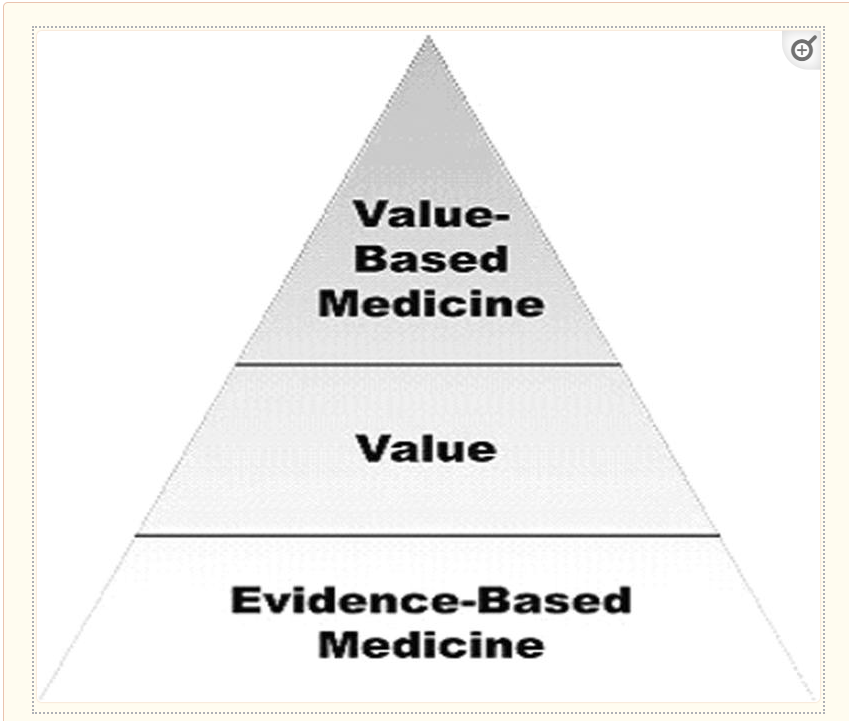 Value-
Based
Medicine
Value
Evidence-Based
Medicine